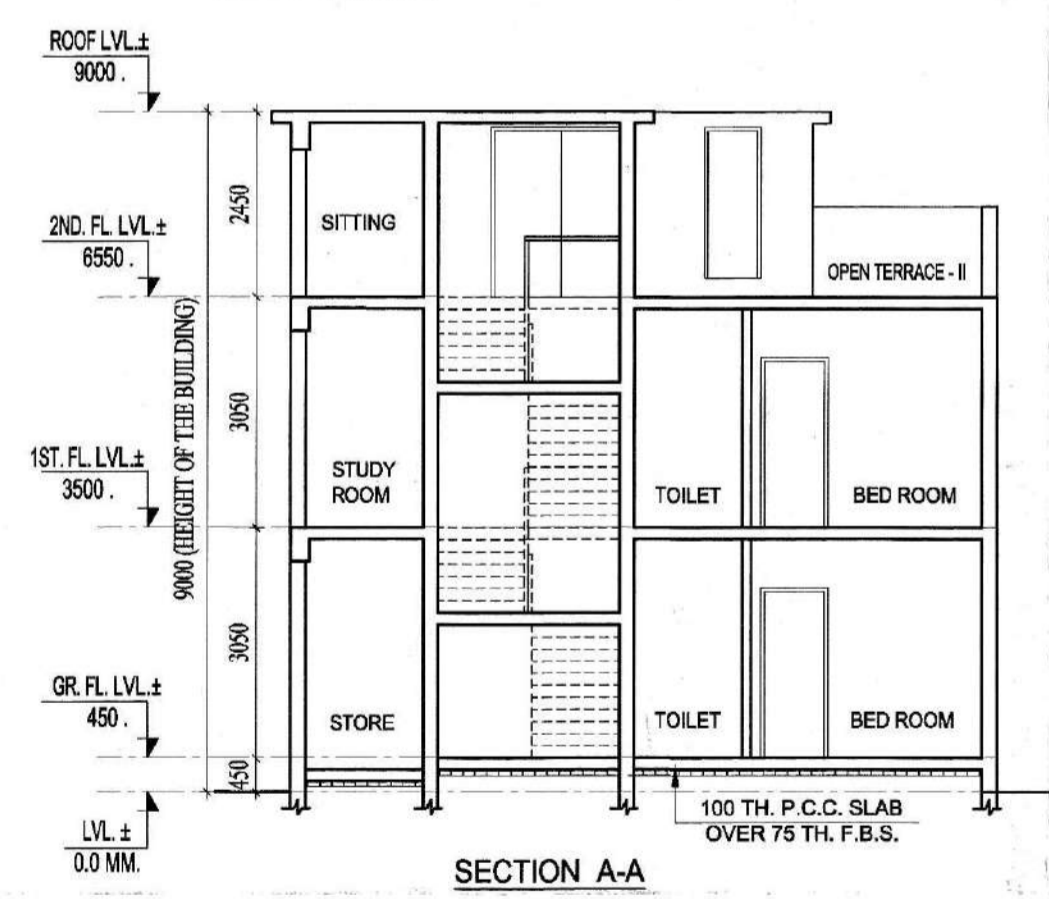 ROOF LVL.±
9000 .
2450
SITTING
2ND. FL. LVL.±
6550 .
OPEN TERRACE - II
9000 (HEIGHT OF THE BUILDING)
3050
1ST. FL. LVL.±
3500 .
STUDY
ROOM
TOILET
BED ROOM
3050
GR. FL. LVL.±
450 .
STORE
TOILET
BED ROOM
450
100 TH. P.C.C. SLAB
OVER 75 TH. F.B.S.
LVL. ±
0.0 MM.
SECTION A-A